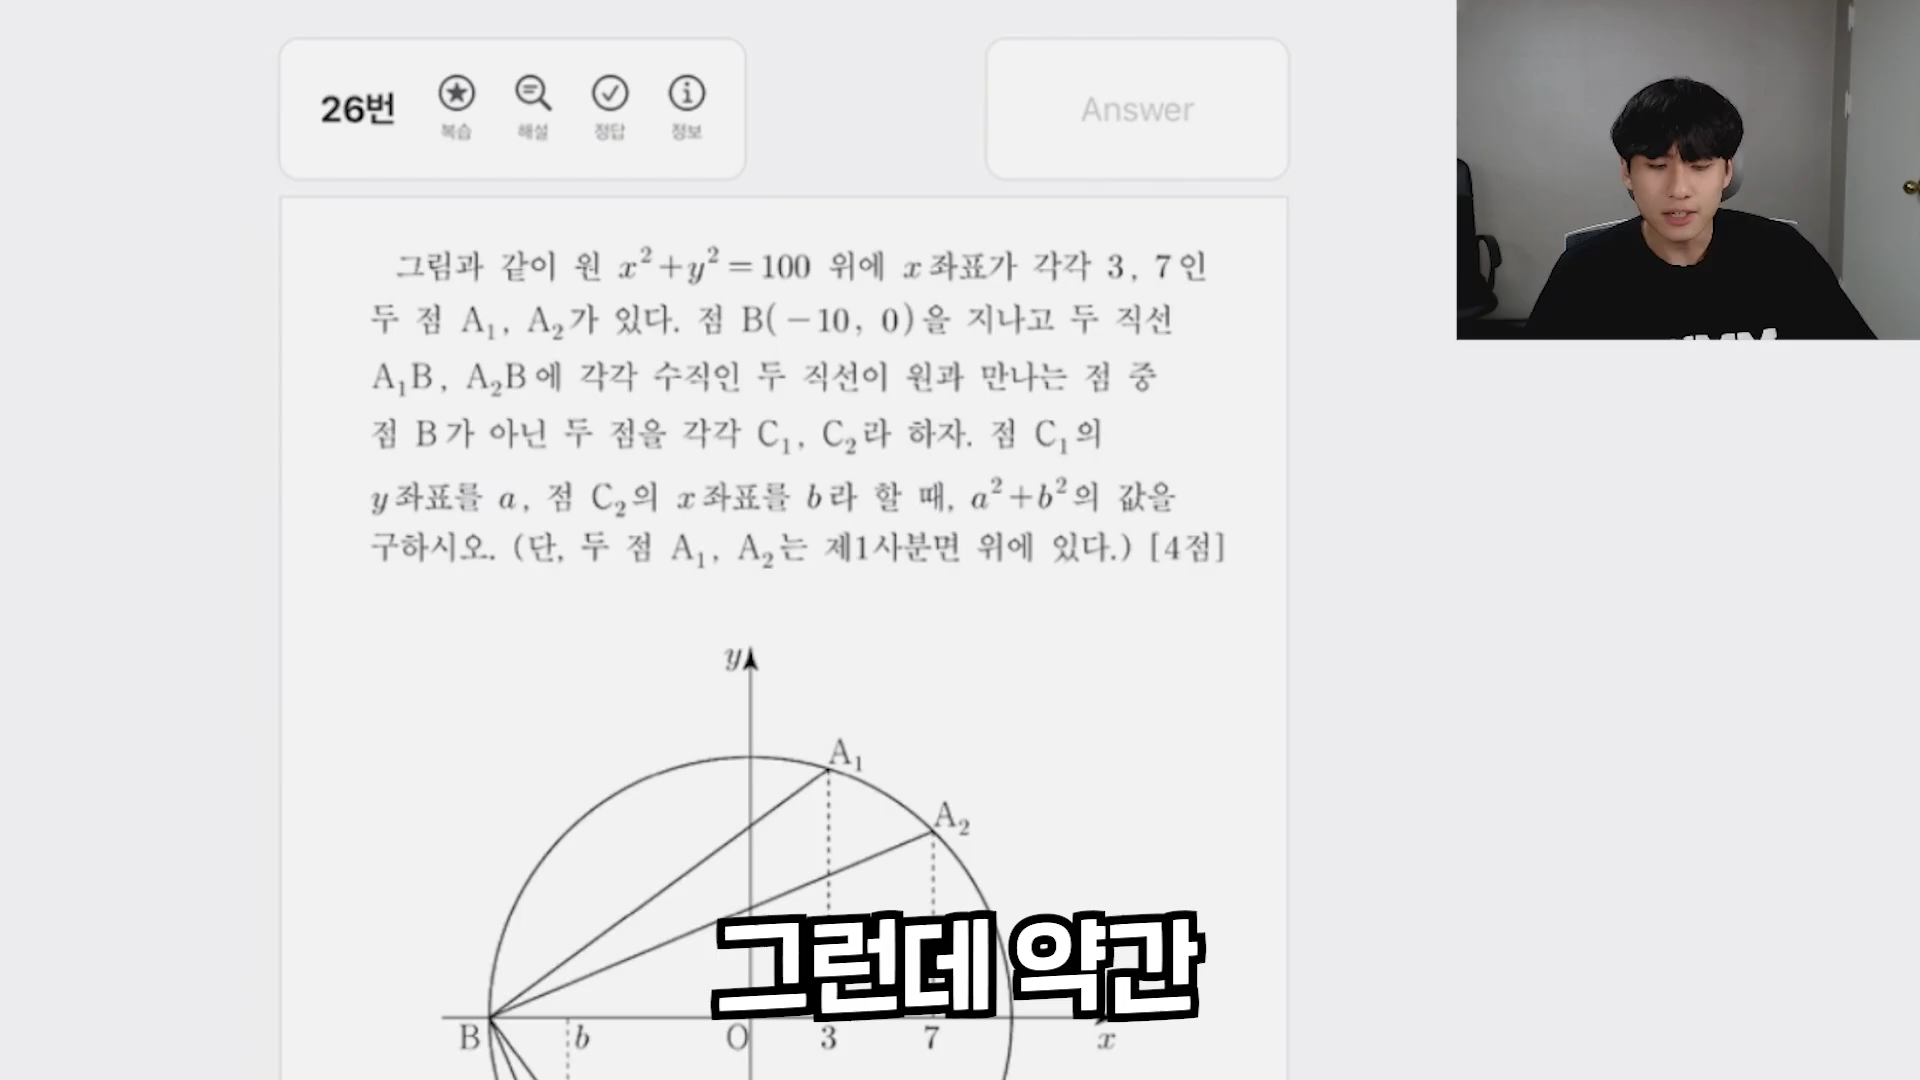 26번
복습
해설
정답
정보
Answer
그림과 같이 원 x²+y²=100 위에 x좌표가 각각 3, 7인
두 점 A₁, A₂가 있다. 점 B(−10, 0)을 지나고 두 직선
A₁B, A₂B에 각각 수직인 두 직선이 원과 만나는 점 중
점 B가 아닌 두 점을 각각 C₁, C₂라 하자. 점 C₁의
y좌표를 a, 점 C₂의 x좌표를 b라 할 때, a²+b²의 값을
구하시오. (단, 두 점 A₁, A₂는 제1사분면 위에 있다.) [4점]
y
A₁
A₂
그런데 약간
B b O 3 7 x